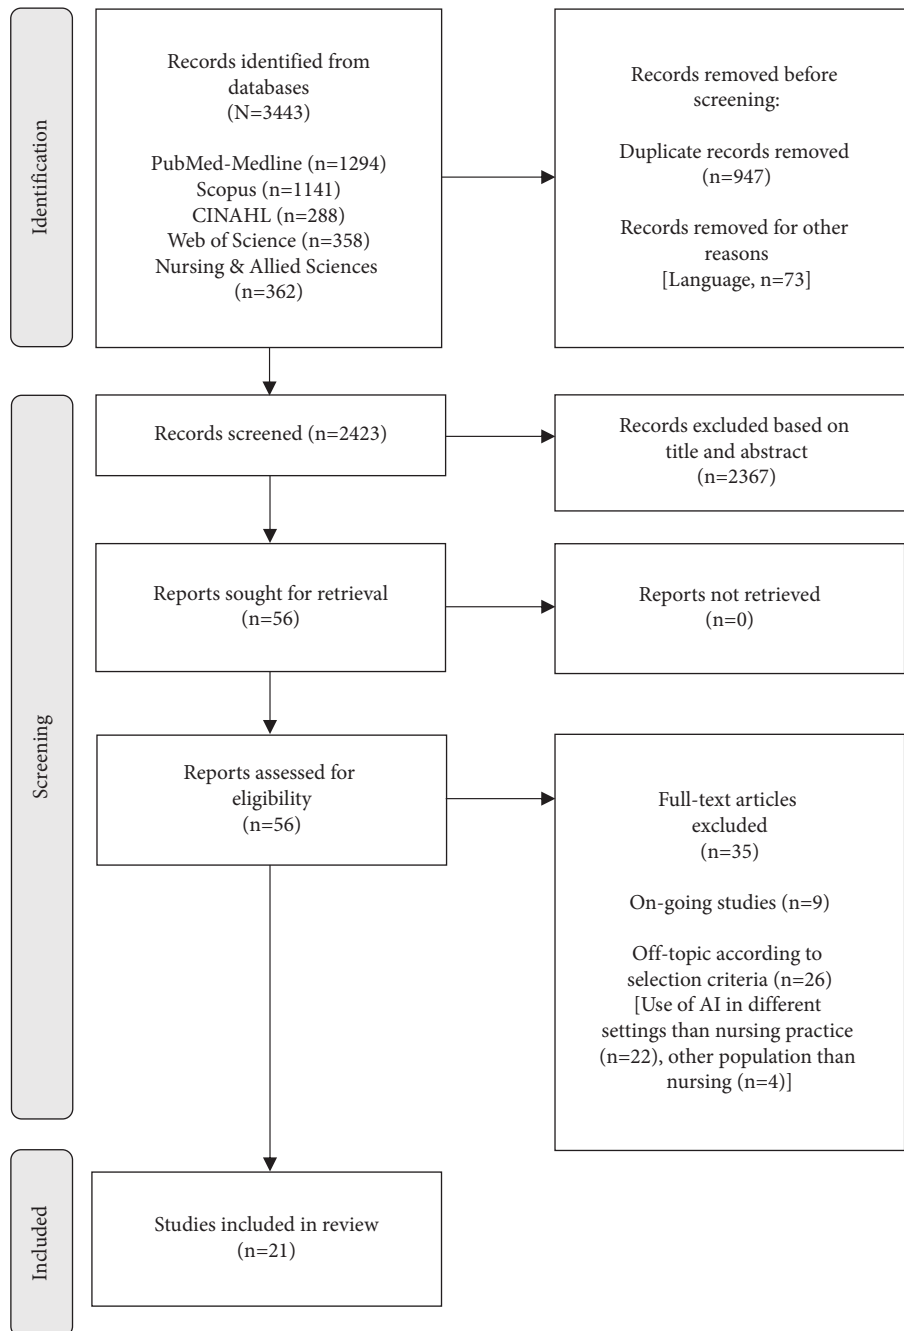 Identification
Records identified from
databases
(N=3443)
PubMed-Medline (n=1294)
Scopus (n=1141)
CINAHL (n=288)
Web of Science (n=358)
Nursing & Allied Sciences
(n=362)
Records removed before
screening:
Duplicate records removed
(n=947)
Records removed for other
reasons
[Language, n=73]
Screening
Records screened (n=2423)
Records excluded based on
title and abstract
(n=2367)
Reports sought for retrieval
(n=56)
Reports not retrieved
(n=0)
Reports assessed for
eligibility
(n=56)
Full-text articles
excluded
(n=35)
On-going studies (n=9)
Off-topic according to
selection criteria (n=26)
[Use of AI in different
settings than nursing practice
(n=22), other population than
nursing (n=4)]
Included
Studies included in review
(n=21)